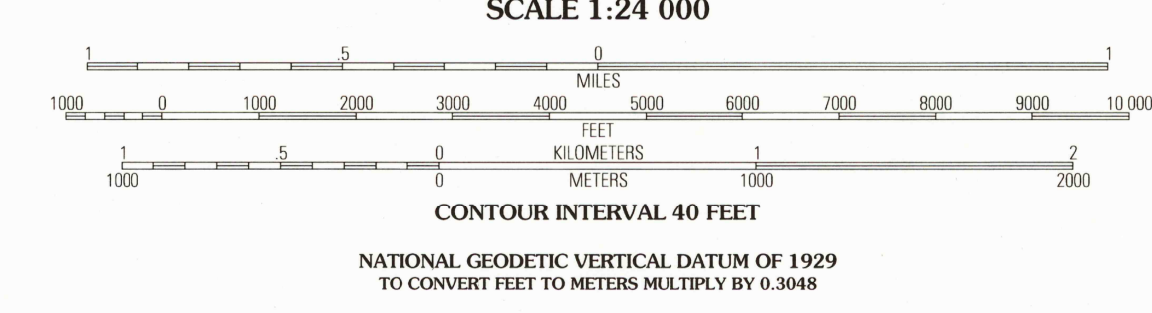 SCALE 1:24 000
1 .5 0 1
MILES
1000 0 1000 2000 3000 4000 5000 6000 7000 8000 9000 10 000
FEET
1 .5 0 KILOMETERS 1 2
1000 0 METERS 1000 2000
CONTOUR INTERVAL 40 FEET
NATIONAL GEODETIC VERTICAL DATUM OF 1929
TO CONVERT FEET TO METERS MULTIPLY BY 0.3048